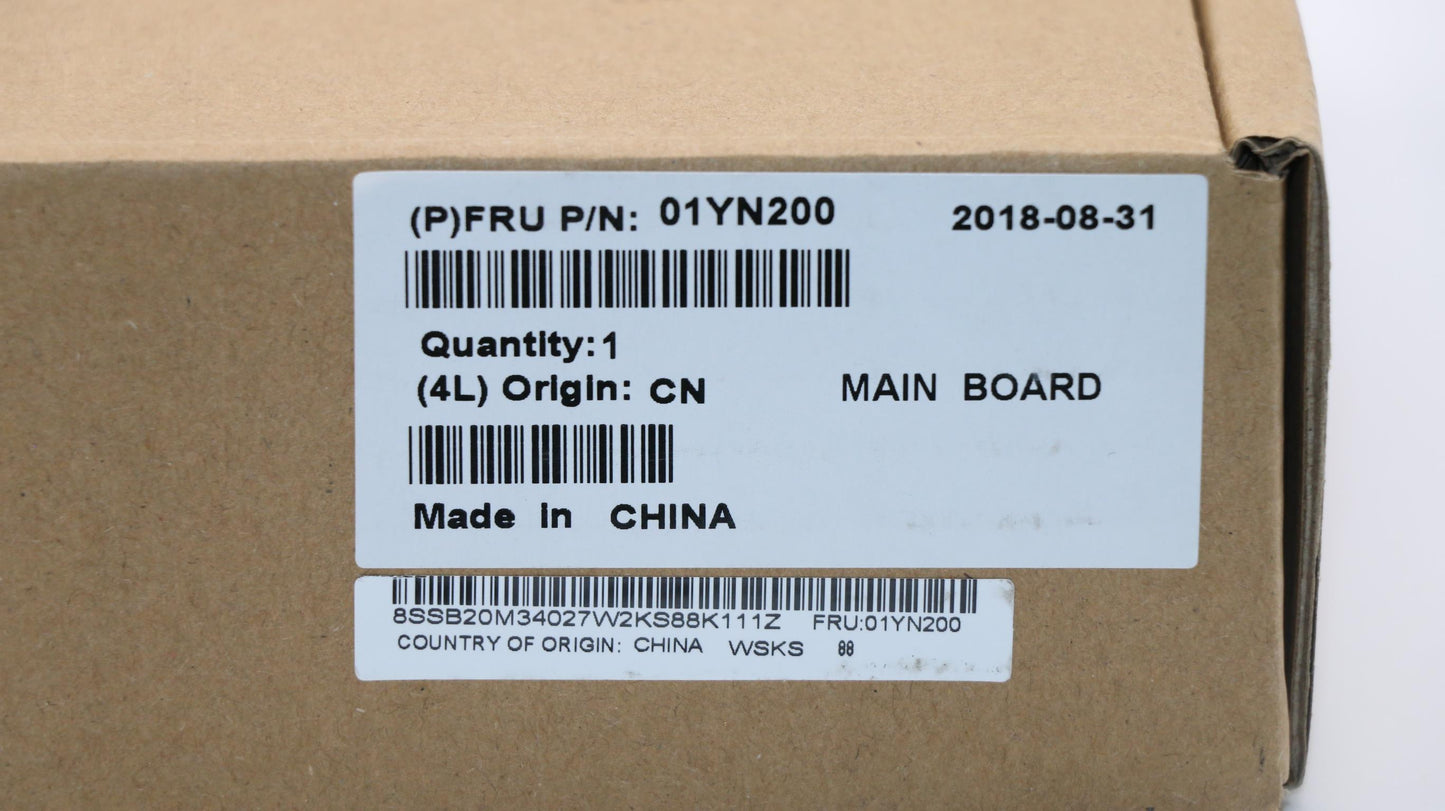 (P)FRU P/N: 01YN200 2018-08-31
Quantity:1
(4L) Origin: CN MAIN BOARD
Made in CHINA
8SSB20M34027W2KS88K111Z FRU:01YN200
COUNTRY OF ORIGIN: CHINA WSKS 88